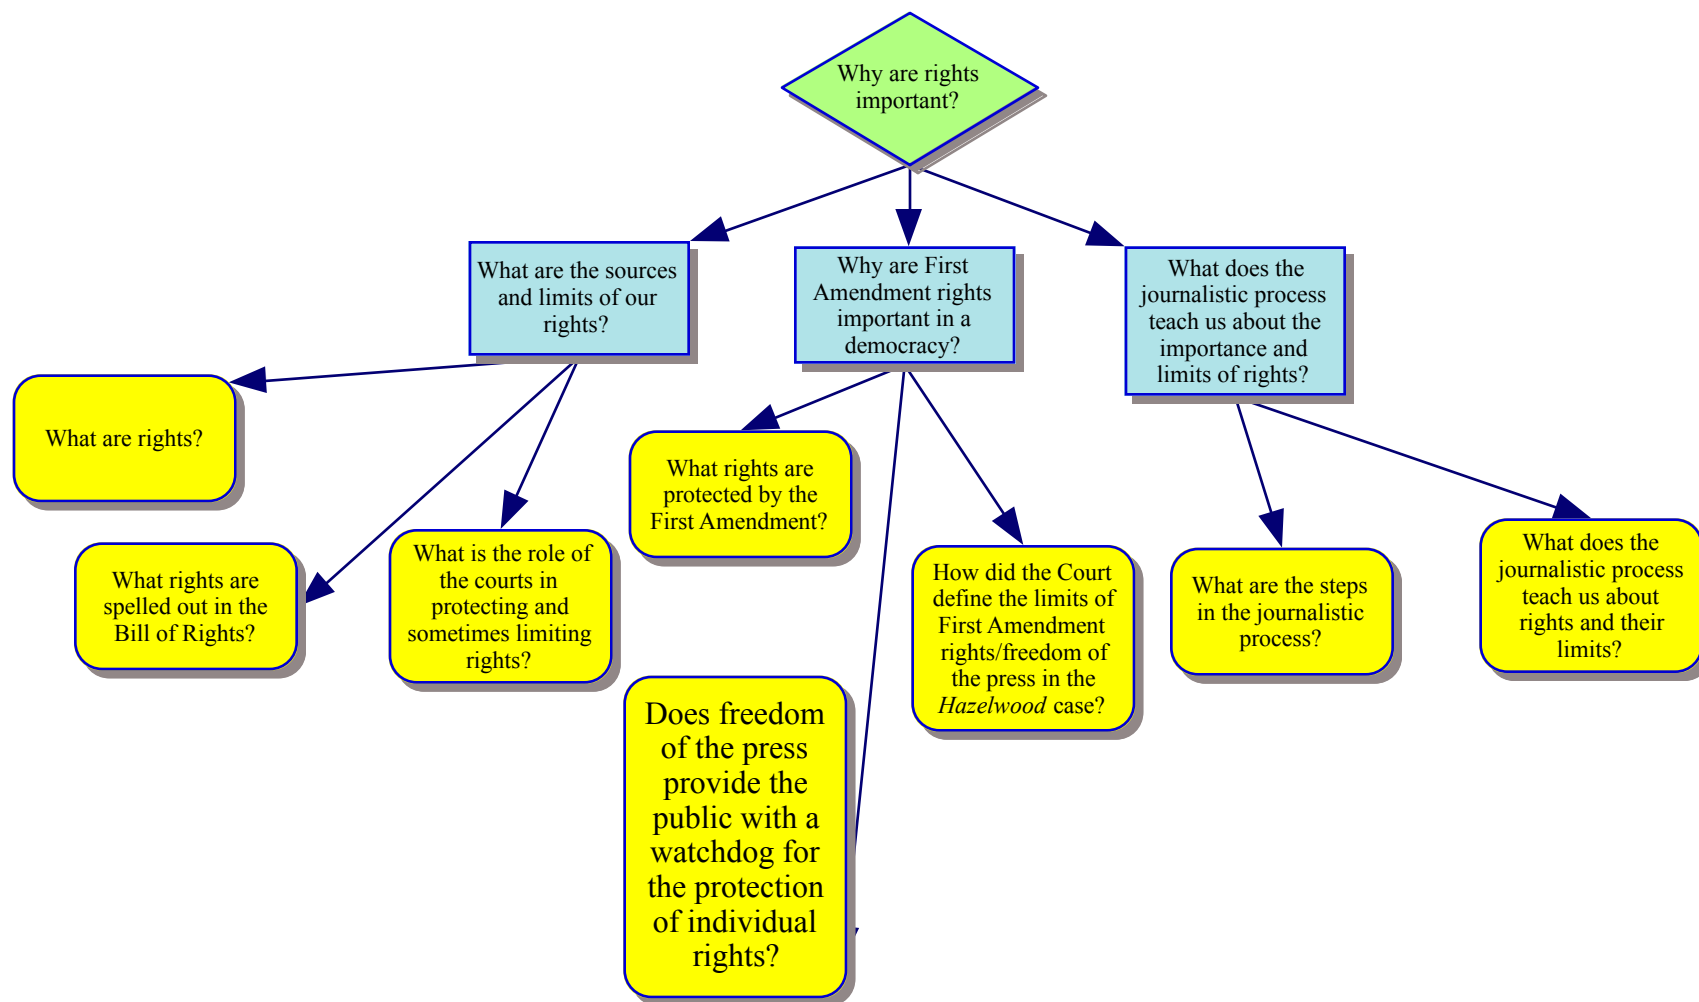 Why are rights
important?
What are the sources
and limits of our
rights?
Why are First
Amendment rights
important in a
democracy?
What does the
journalistic process
teach us about the
importance and
limits of rights?
What are rights?
What rights are
spelled out in the
Bill of Rights?
What is the role of
the courts in
protecting and
sometimes limiting
rights?
What rights are
protected by the
First Amendment?
Does freedom
of the press
provide the
public with a
watchdog for
the protection
of individual
rights?
How did the Court
define the limits of
First Amendment
rights/freedom of
the press in the
Hazelwood case?
What are the steps
in the journalistic
process?
What does the
journalistic process
teach us about
rights and their
limits?